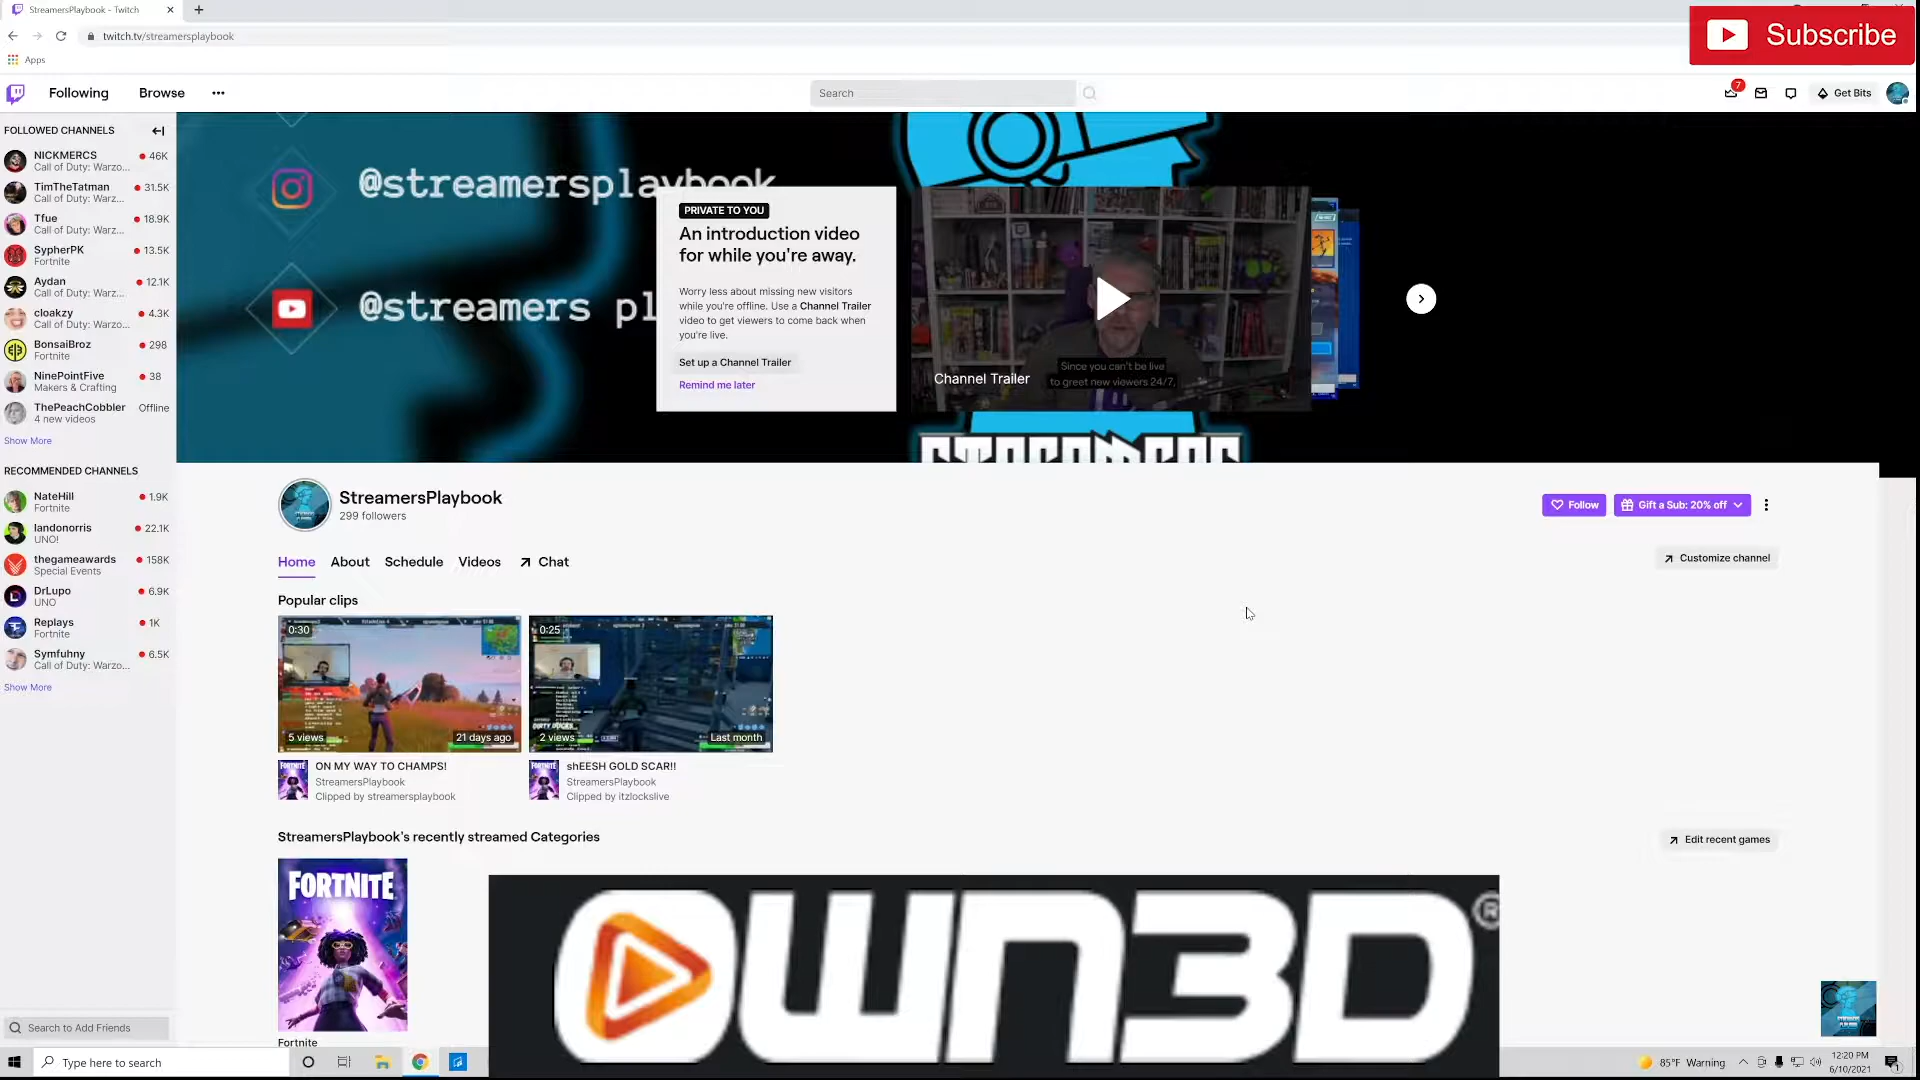 StreamersPlaybook - Twitch
twitch.tv/streamersplaybook
Apps
Subscribe
Following
Browse
Search
7
Get Bits
FOLLOWED CHANNELS
NICKMERCS
46K
Call of Duty: Warzo...
TimTheTatman
31.5K
Call of Duty: Warz...
Tfue
18.9K
Call of Duty: Warz...
SypherPK
13.5K
Fortnite
Aydan
12.1K
Call of Duty: Warz...
cloakzy
4.3K
Call of Duty: Warzo...
BonsaiBroz
298
Fortnite
NinePointFive
38
Makers & Crafting
ThePeachCobbler
Offline
4 new videos
Show More
RECOMMENDED CHANNELS
NateHill
1.9K
Fortnite
landonorris
22.1K
UNO!
thegameawards
158K
Special Events
DrLupo
6.9K
UNO
Replays
1K
Fortnite
Symfuhny
6.5K
Call of Duty: Warzo...
Show More
Search to Add Friends
@streamersplaybook
@streamers pl
PRIVATE TO YOU
An introduction video
for while you're away.
Worry less about missing new visitors
while you're offline. Use a Channel Trailer
video to get viewers to come back when
you're live.
Set up a Channel Trailer
Remind me later
Since you can't be live
to greet new viewers 24/7,
Channel Trailer
STREAMERS
StreamersPlaybook
299 followers
Follow
Gift a Sub: 20% off
Home
About
Schedule
Videos
Chat
Customize channel
Popular clips
0:30
5 views
21 days ago
0:25
2 views
Last month
FORTNITE
ON MY WAY TO CHAMPS!
StreamersPlaybook
Clipped by streamersplaybook
FORTNITE
shEESH GOLD SCAR!!
StreamersPlaybook
Clipped by itzlockslive
StreamersPlaybook's recently streamed Categories
Edit recent games
FORTNITE
Fortnite
OWN3D®
Type here to search
85°F Warning
12:20 PM
6/10/2021